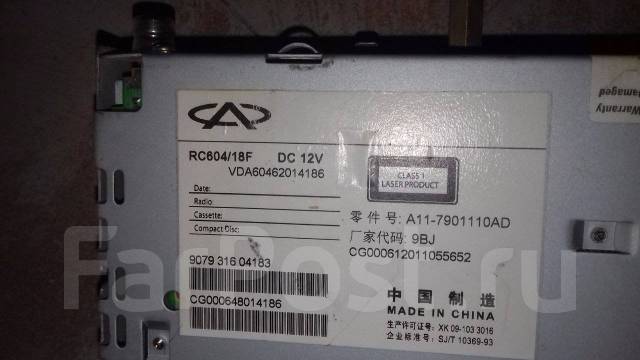 RC604/18F DC 12V
VDA60462014186
Date:
Radio:
Cassette:
Compact Disc:
9079 316 04183
CG000648014186
CLASS 1
LASER PRODUCT
零 件 号: A11-7901110AD
厂家代码: 9BJ
CG000612011055652
中 国 制 造
MADE IN CHINA
生产许可证号: XK 09-103 3016
企业标准号: SJ/T 10369-93
Warranty
Damaged
FarPost.ru